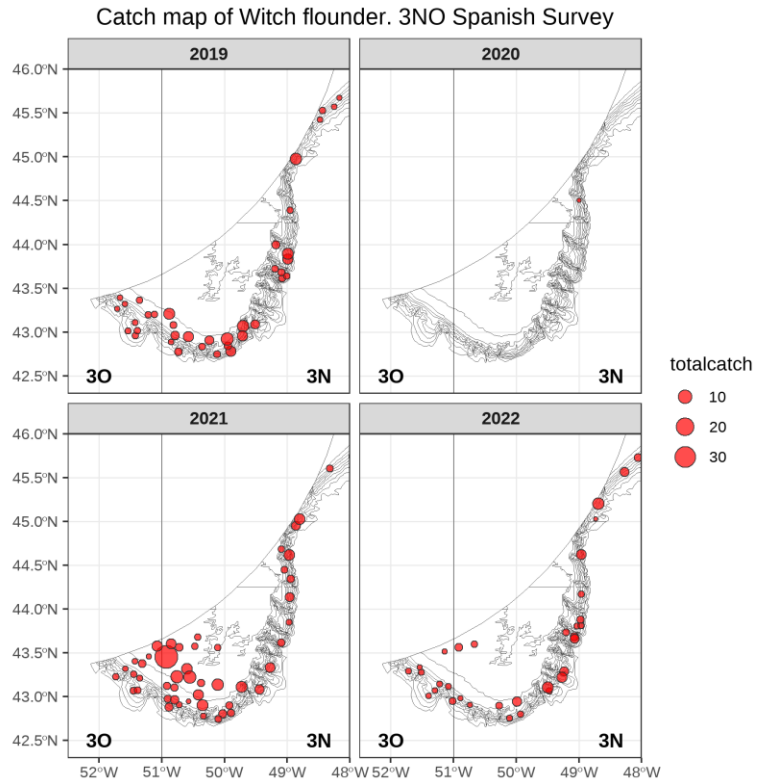 Catch map of Witch flounder. 3NO Spanish Survey
2019
2020
46.0°N
45.5°N
45.0°N
44.5°N
44.0°N
43.5°N
43.0°N
42.5°N
3O
3N
3O
3N
2021
2022
46.0°N
45.5°N
45.0°N
44.5°N
44.0°N
43.5°N
43.0°N
42.5°N
3O
3N
3O
3N
52°W 51°W 50°W 49°W 48°W 52°W 51°W 50°W 49°W 48°W
totalcatch
10
20
30